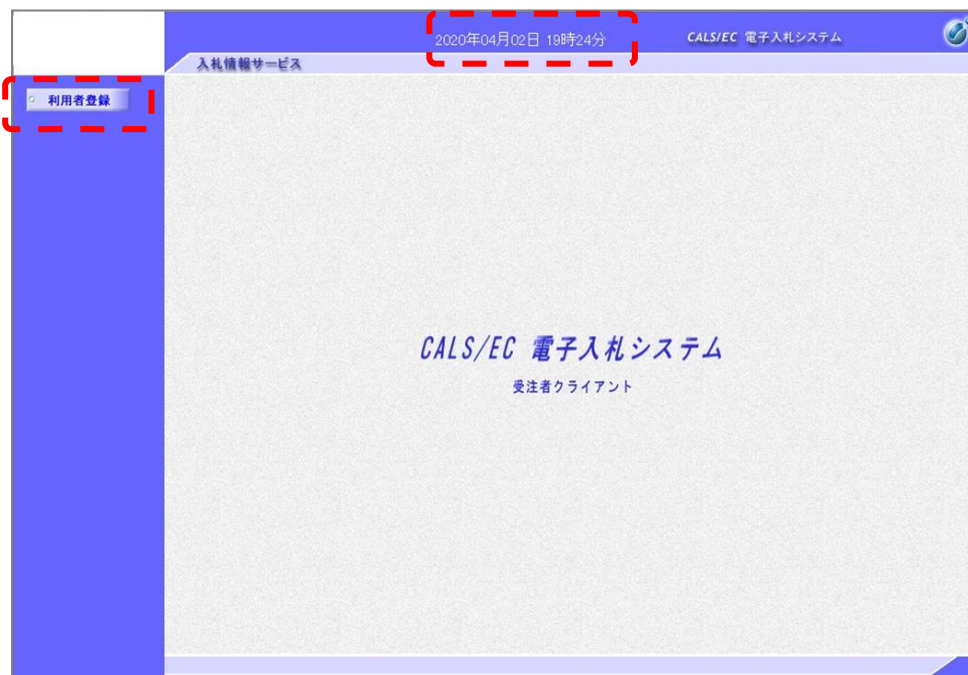 2020年04月02日 19時24分
CALS/EC 電子入札システム
入札情報サービス
利用者登録
CALS/EC 電子入札システム
受注者クライアント